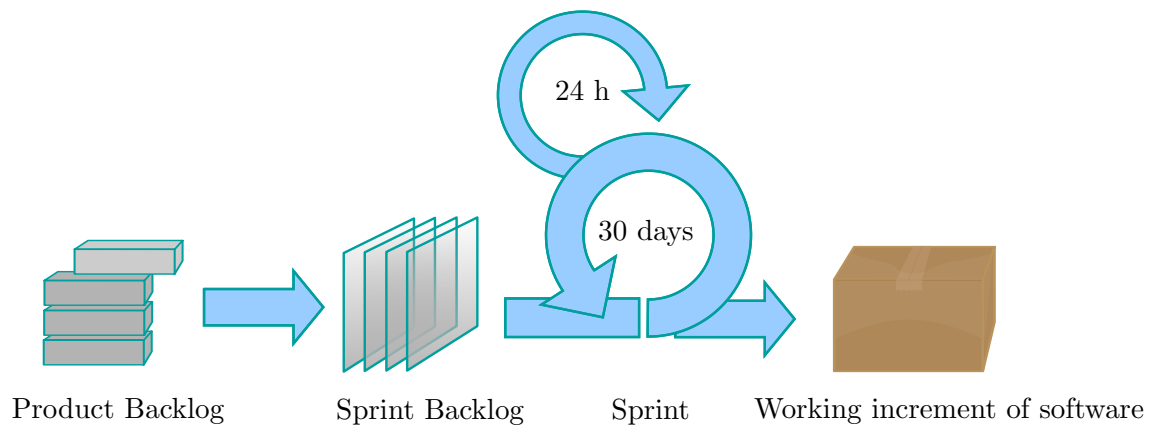 24 h
30 days
Product Backlog
Sprint Backlog
Sprint
Working increment of software